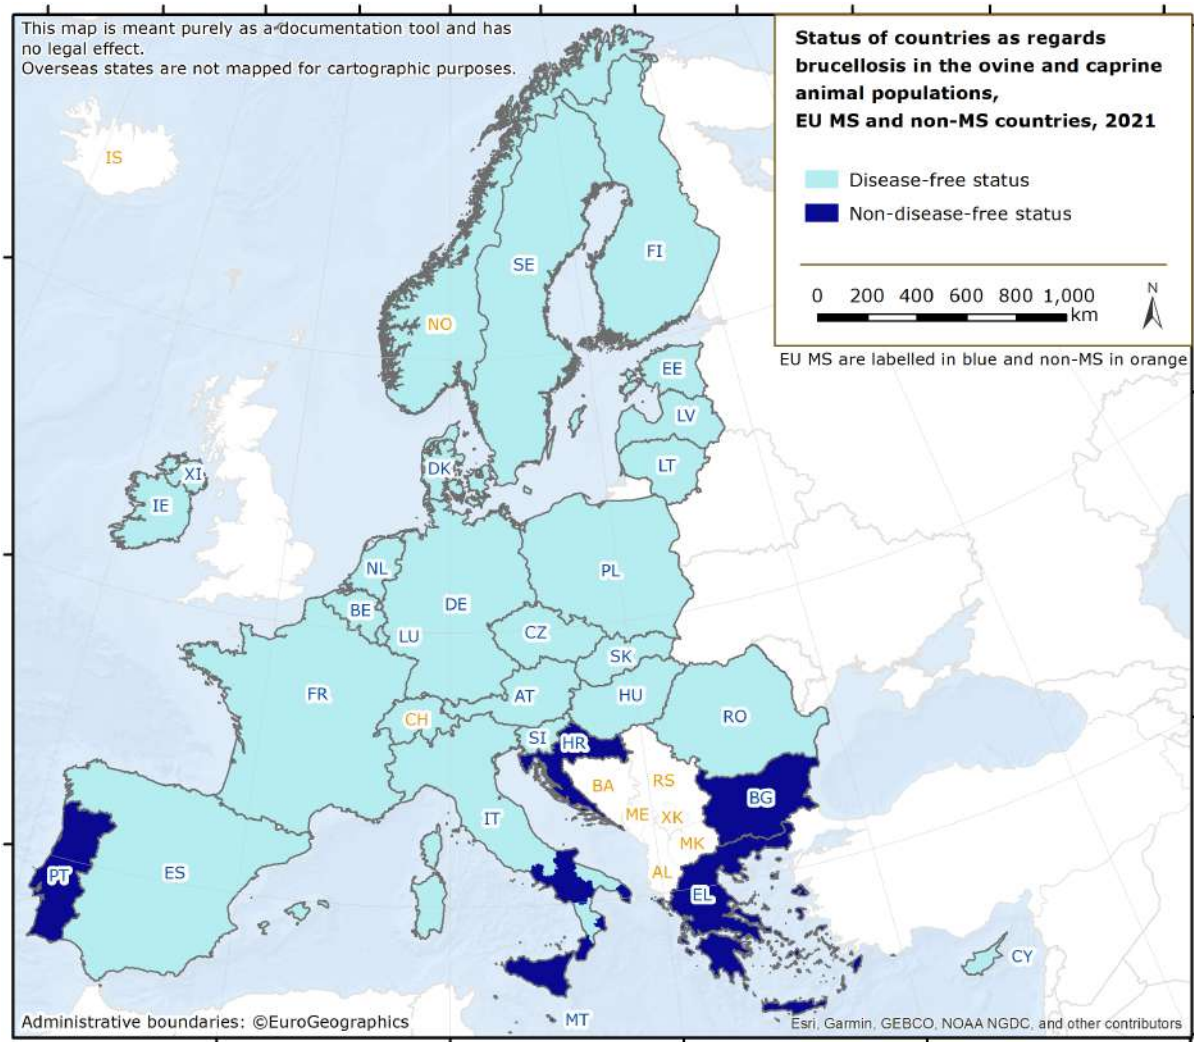 This map is meant purely as a documentation tool and has
no legal effect.
Overseas states are not mapped for cartographic purposes.
Status of countries as regards
brucellosis in the ovine and caprine
animal populations,
EU MS and non-MS countries, 2021
Disease-free status
Non-disease-free status
0 200 400 600 800 1,000
km
N
EU MS are labelled in blue and non-MS in orange
IS
SE
FI
NO
EE
LV
LT
DK
XI
IE
NL
PL
BE
DE
LU
CZ
SK
FR
AT
HU
CH
RO
SI
HR
BA
RS
BG
ME
XK
IT
MK
PT
ES
AL
EL
CY
MT
Administrative boundaries: ©EuroGeographics
Esri, Garmin, GEBCO, NOAA NGDC, and other contributors